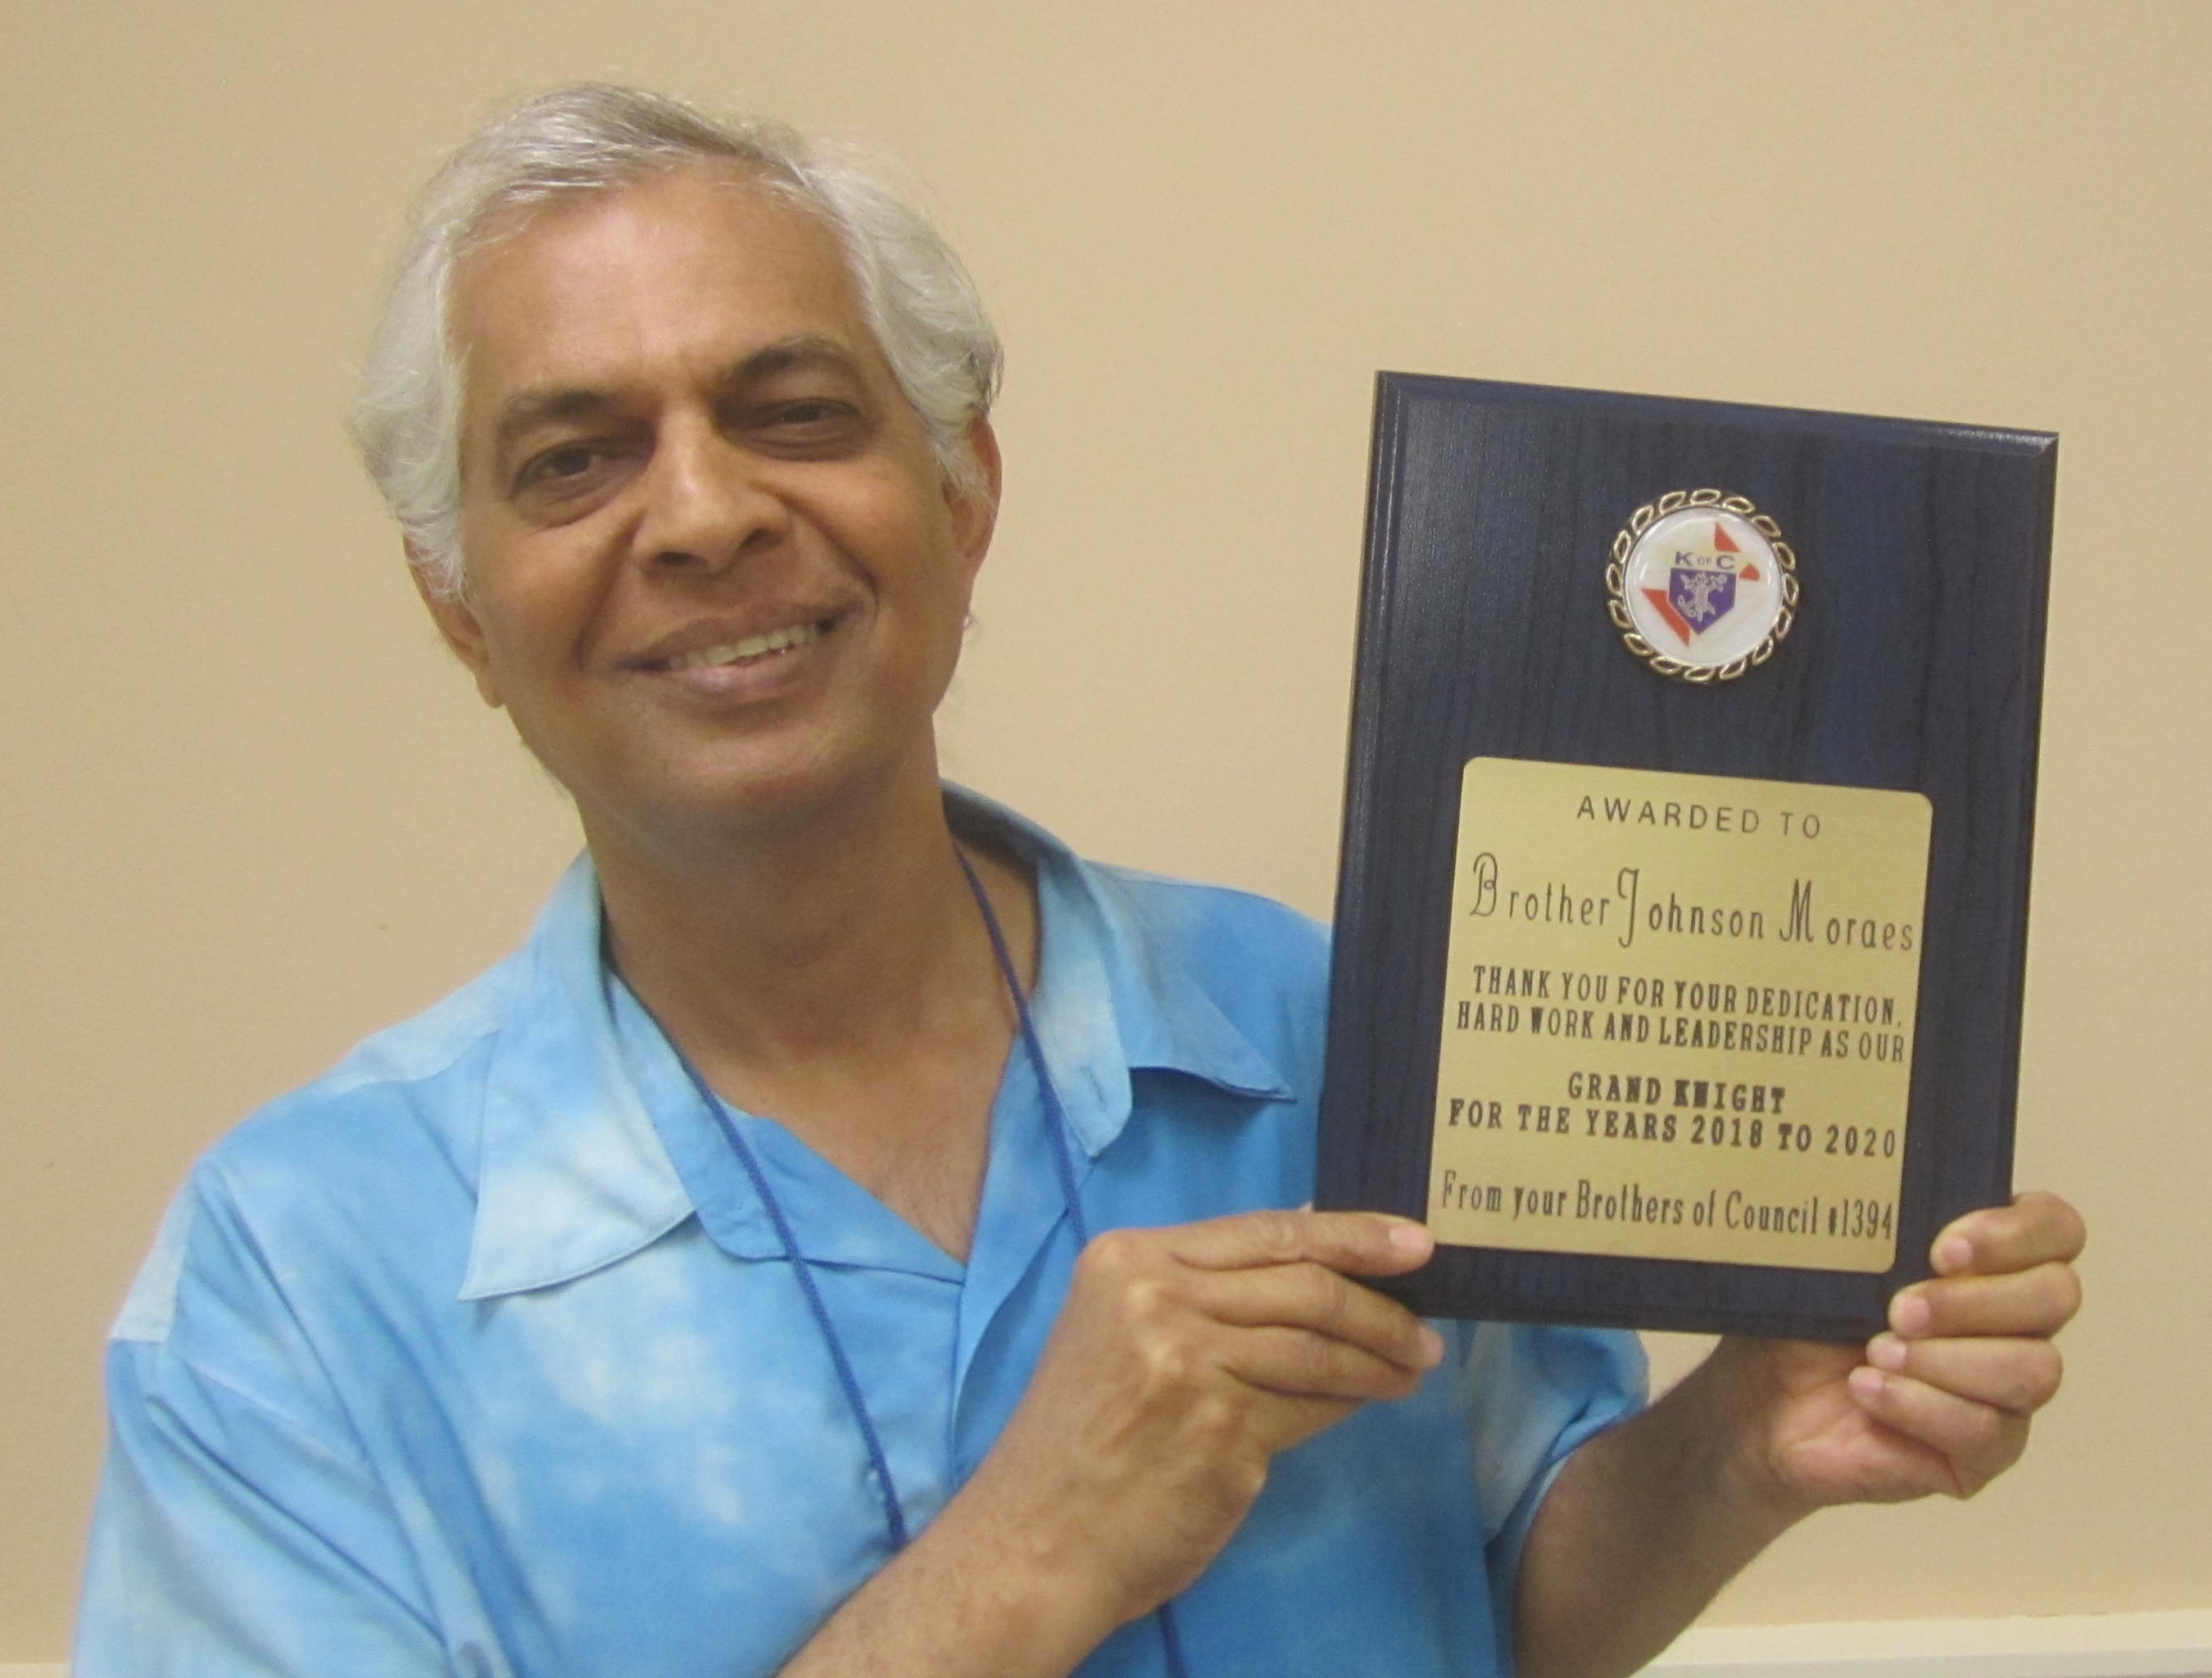 K OF C
AWARDED TO
Brother Johnson Moraes
THANK YOU FOR YOUR DEDICATION,
HARD WORK AND LEADERSHIP AS OUR
GRAND KNIGHT
FOR THE YEARS 2018 TO 2020
From your Brothers of Council #1394